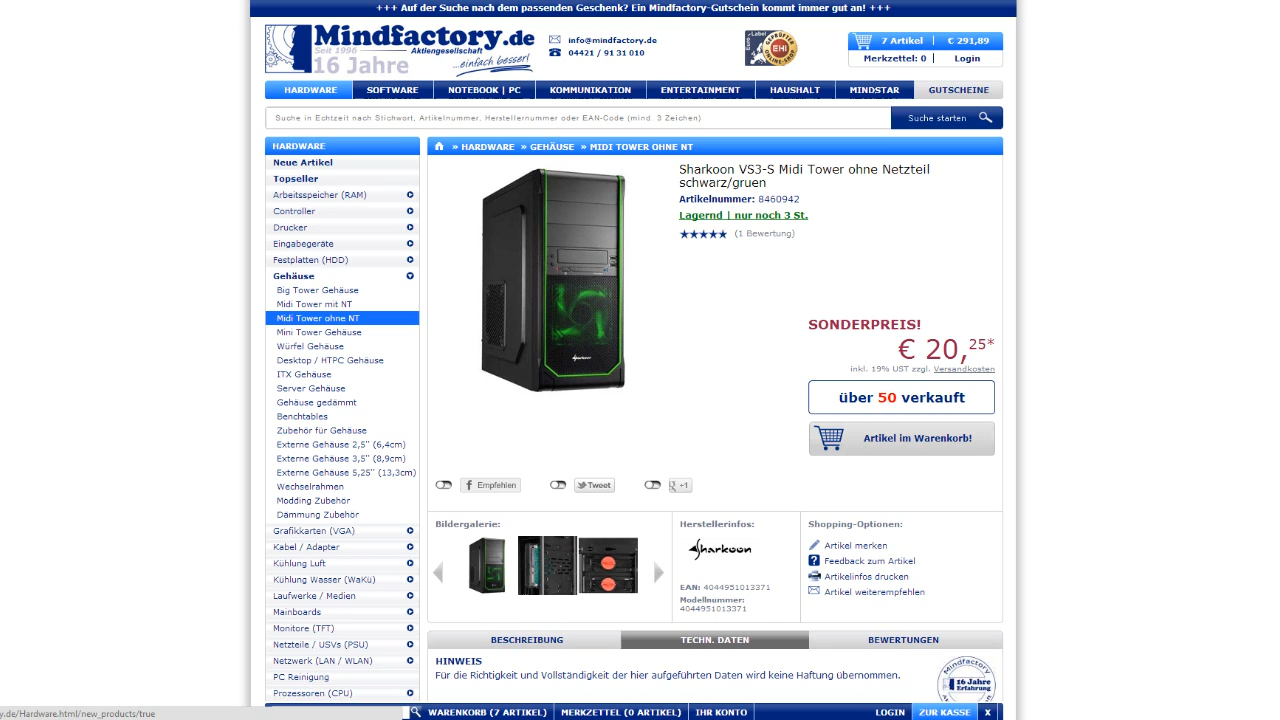 +++ Auf der Suche nach dem passenden Geschenk? Ein Mindfactory-Gutschein kommt immer gut an! +++
Mindfactory.de
Seit 1996
Aktiengesellschaft
16 Jahre
...einfach besser!
info@mindfactory.de
04421 / 91 31 010
Euro-Label
GEPRÜFTER
EHI
ONLINE-SHOP
7 Artikel | € 291,89
Merkzettel: 0 | Login
HARDWARE SOFTWARE NOTEBOOK | PC KOMMUNIKATION ENTERTAINMENT HAUSHALT MINDSTAR GUTSCHEINE
Suche in Echtzeit nach Stichwort, Artikelnummer, Herstellernummer oder EAN-Code (mind. 3 Zeichen)
Suche starten
HARDWARE
Neue Artikel
Topseller
Arbeitsspeicher (RAM)
Controller
Drucker
Eingabegeräte
Festplatten (HDD)
Gehäuse
Big Tower Gehäuse
Midi Tower mit NT
Midi Tower ohne NT
Mini Tower Gehäuse
Würfel Gehäuse
Desktop / HTPC Gehäuse
ITX Gehäuse
Server Gehäuse
Gehäuse gedämmt
Benchtables
Zubehör für Gehäuse
Externe Gehäuse 2,5" (6,4cm)
Externe Gehäuse 3,5" (8,9cm)
Externe Gehäuse 5,25" (13,3cm)
Wechselrahmen
Modding Zubehör
Dämmung Zubehör
Grafikkarten (VGA)
Kabel / Adapter
Kühlung Luft
Kühlung Wasser (WaKü)
Laufwerke / Medien
Mainboards
Monitore (TFT)
Netzteile / USVs (PSU)
Netzwerk (LAN / WLAN)
PC Reinigung
Prozessoren (CPU)
» HARDWARE » GEHÄUSE » MIDI TOWER OHNE NT
Sharkoon VS3-S Midi Tower ohne Netzteil
schwarz/gruen
Artikelnummer: 8460942
Lagernd | nur noch 3 St.
(1 Bewertung)
Sharkoon
SONDERPREIS!
€ 20,25*
inkl. 19% UST zzgl. Versandkosten
über 50 verkauft
Artikel im Warenkorb!
Empfehlen
Tweet
+1
Bildergalerie:
Herstellerinfos:
Sharkoon
EAN: 4044951013371
Modellnummer:
4044951013371
Shopping-Optionen:
Artikel merken
Feedback zum Artikel
Artikelinfos drucken
Artikel weiterempfehlen
BESCHREIBUNG TECHN. DATEN BEWERTUNGEN
HINWEIS
Für die Richtigkeit und Vollständigkeit der hier aufgeführten Daten wird keine Haftung übernommen.
Mindfactory
16 Jahre
Erfahrung
y.de/Hardware.html/new_products/true
WARENKORB (7 ARTIKEL) MERKZETTEL (0 ARTIKEL) IHR KONTO LOGIN ZUR KASSE X